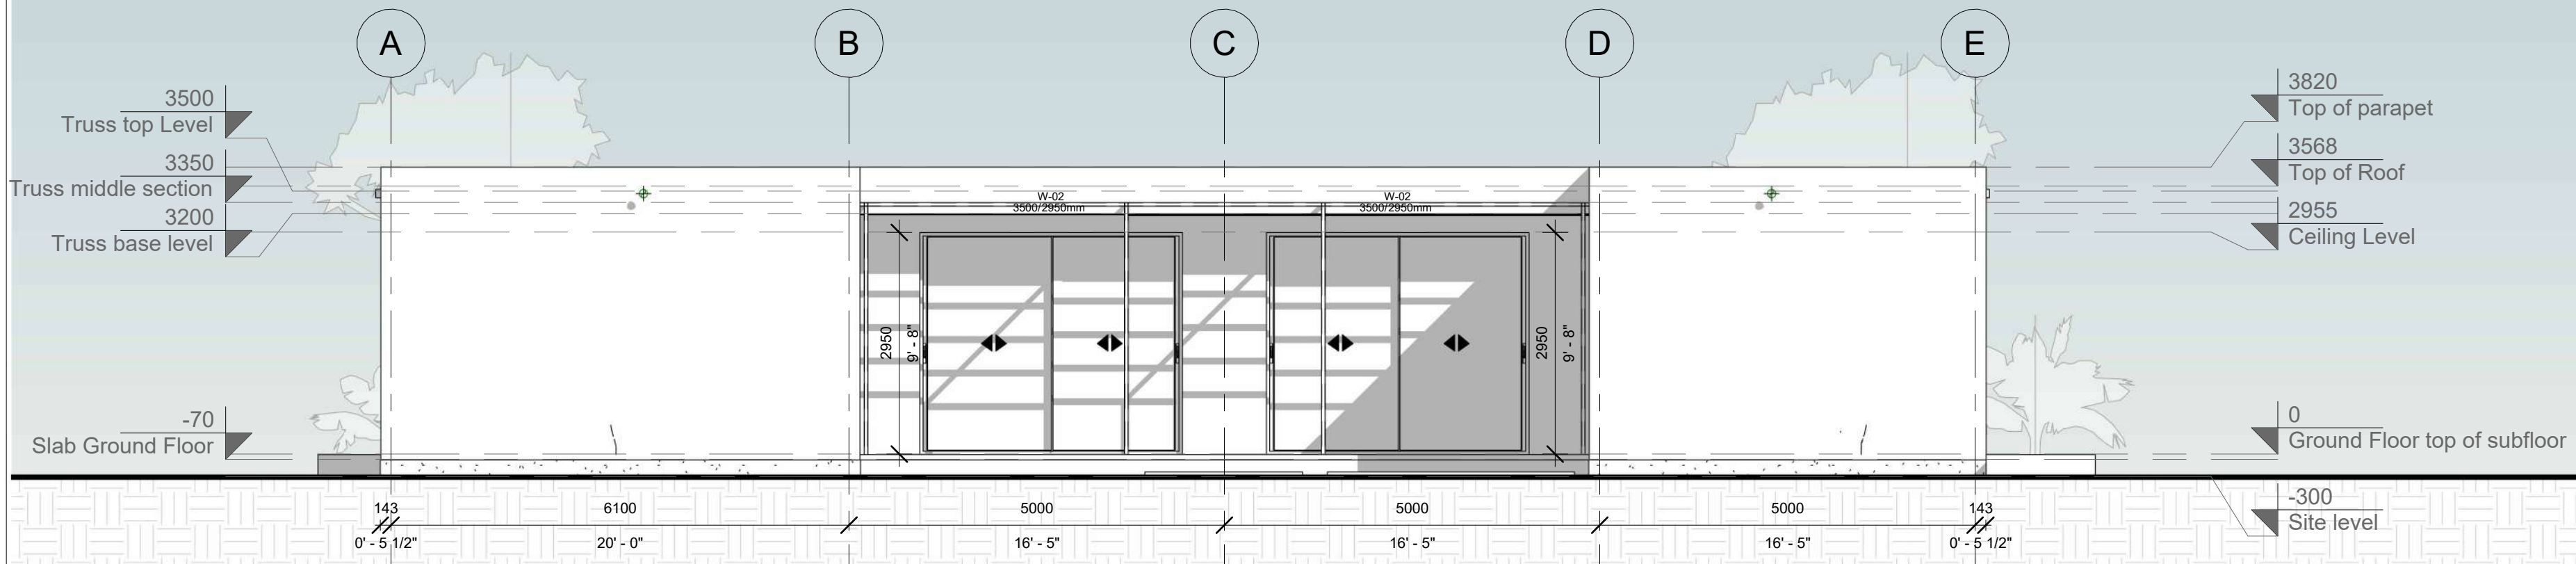 A
B
C
D
E
3500
Truss top Level
3350
Truss middle section
3200
Truss base level
-70
Slab Ground Floor
3820
Top of parapet
3568
Top of Roof
2955
Ceiling Level
0
Ground Floor top of subfloor
-300
Site level
W-02
3500/2950mm
W-02
3500/2950mm
2950
9' - 8"
2950
9' - 8"
143
6100
5000
5000
5000
143
0' - 5 1/2"
20' - 0"
16' - 5"
16' - 5"
16' - 5"
0' - 5 1/2"